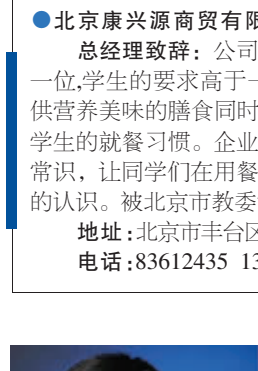 ●北京康兴源商贸有限
总经理致辞：公司
一位,学生的要求高于一
供营养美味的膳食同时
学生的就餐习惯。企业
常识，让同学们在用餐
的认识。被北京市教委
地址:北京市丰台区
电话:83612435 13